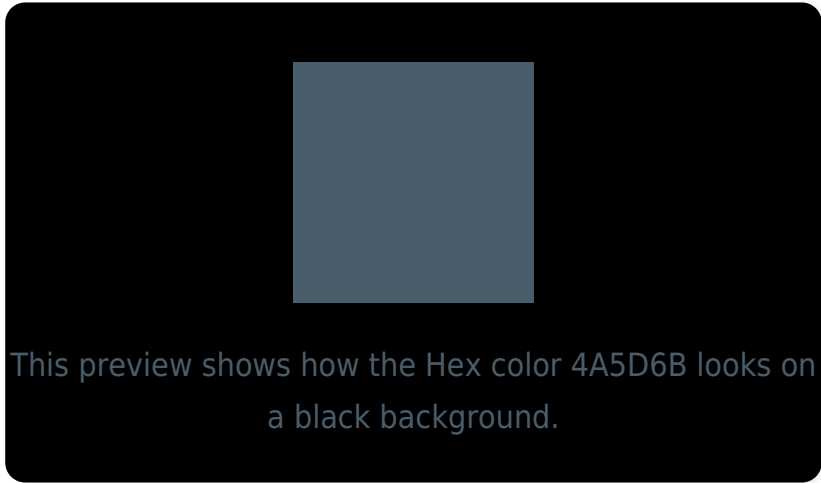 This preview shows how the Hex color 4A5D6B looks on
a black background.